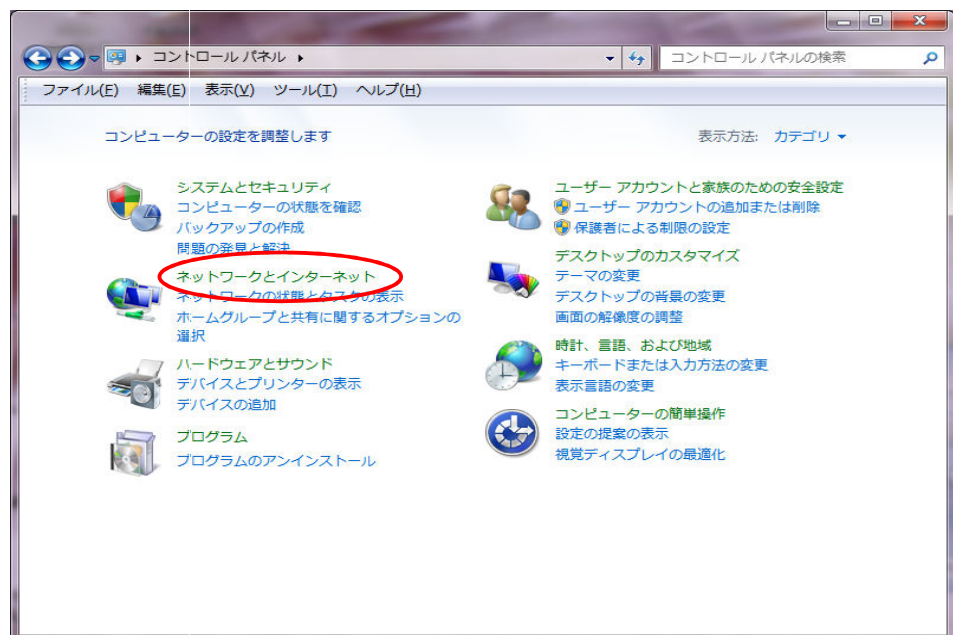 コントロール パネル
コントロール パネルの検索
ファイル(F) 編集(E) 表示(V) ツール(T) ヘルプ(H)
コンピューターの設定を調整します
表示方法: カテゴリ
システムとセキュリティ
コンピューターの状態を確認
バックアップの作成
問題の発見と解決
ネットワークとインターネット
ネットワークの状態とタスクの表示
ホームグループと共有に関するオプションの
選択
ハードウェアとサウンド
デバイスとプリンターの表示
デバイスの追加
プログラム
プログラムのアンインストール
ユーザー アカウントと家族のための安全設定
ユーザー アカウントの追加または削除
保護者による制限の設定
デスクトップのカスタマイズ
テーマの変更
デスクトップの背景の変更
画面の解像度の調整
時計、言語、および地域
キーボードまたは入力方法の変更
表示言語の変更
コンピューターの簡単操作
設定の提案の表示
視覚ディスプレイの最適化